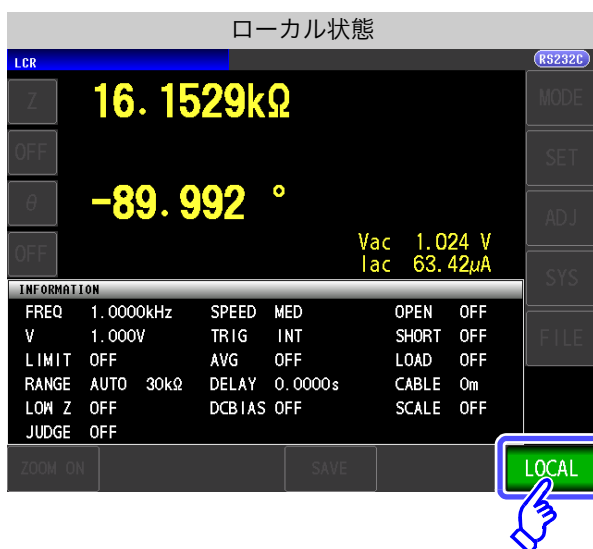 ローカル状態
LCR RS232C
Z 16.1529kΩ MODE
OFF SET
θ -89.992 ° ADJ
OFF Vac 1.024 V
Iac 63.42μA SYS
INFORMATION
FREQ 1.0000kHz SPEED MED OPEN OFF
V 1.000V TRIG INT SHORT OFF FILE
LIMIT OFF AVG OFF LOAD OFF
RANGE AUTO 30kΩ DELAY 0.0000s CABLE 0m
LOW Z OFF DCBIAS OFF SCALE OFF
JUDGE OFF
ZOOM ON SAVE LOCAL